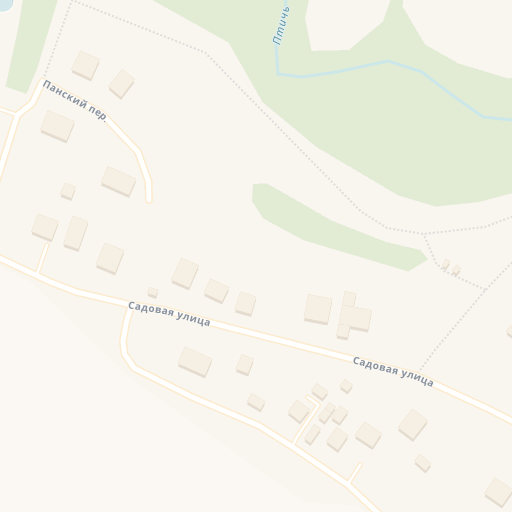 Птичь
Панский пер.
Садовая улица
Садовая улица